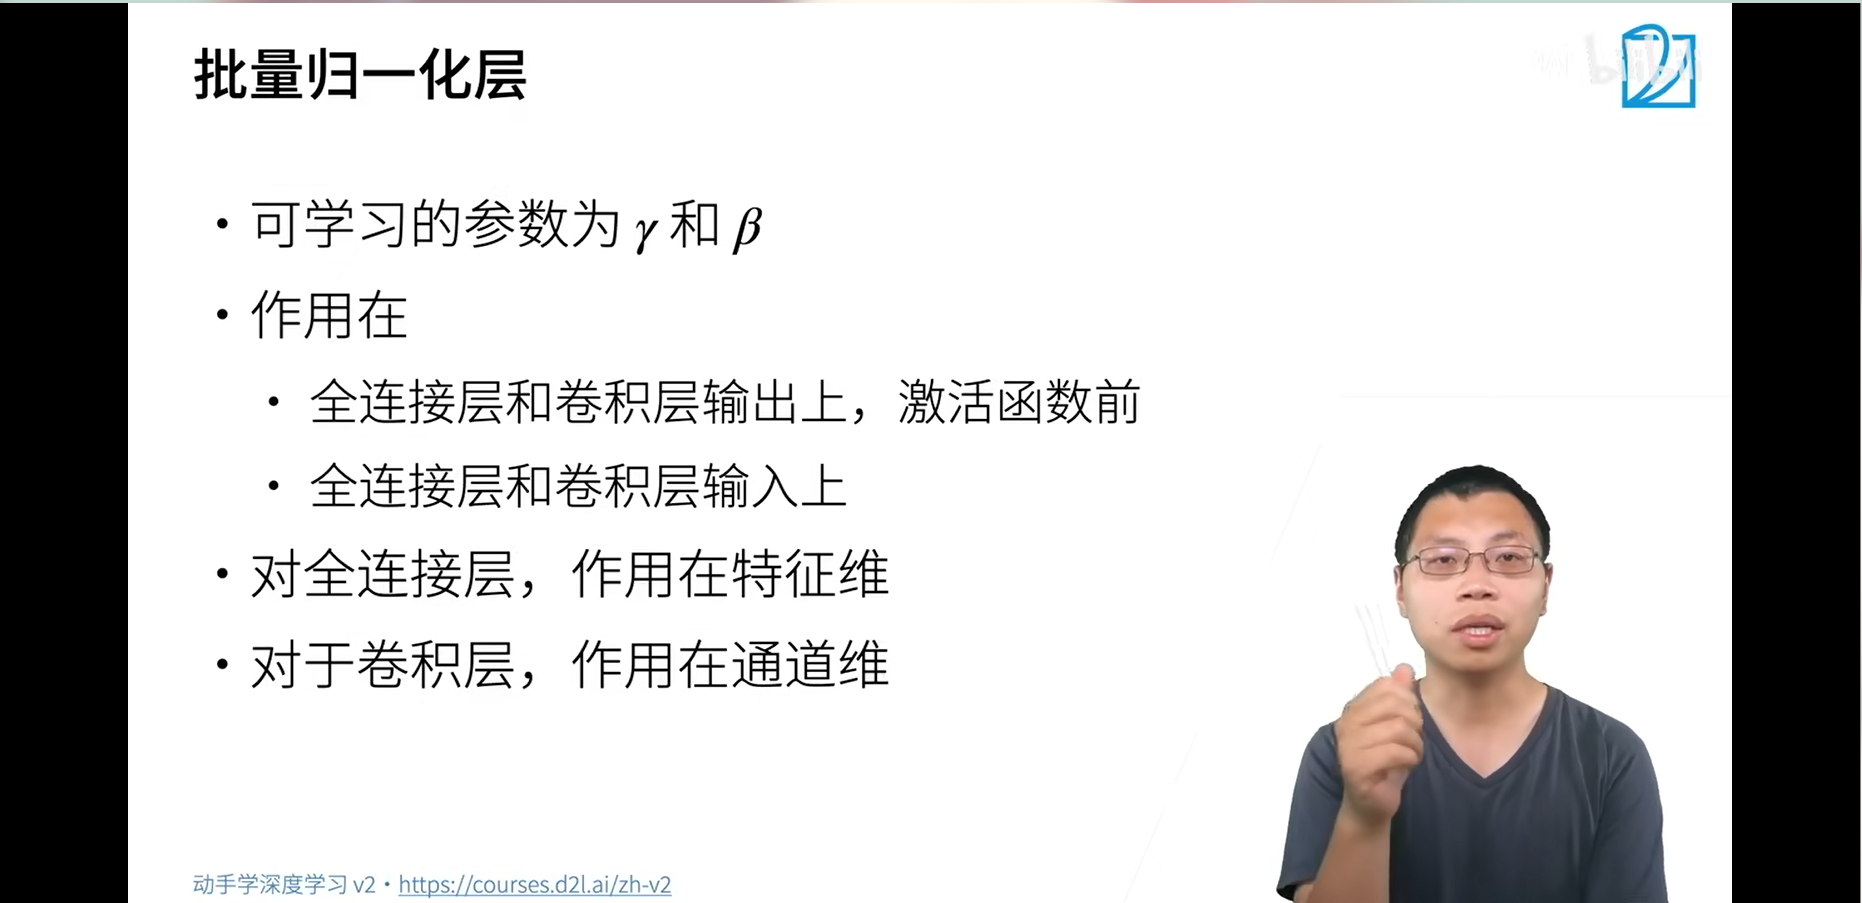 批量归一化层
bilibili
• 可学习的参数为 γ 和 β
• 作用在
• 全连接层和卷积层输出上，激活函数前
• 全连接层和卷积层输入上
• 对全连接层，作用在特征维
• 对于卷积层，作用在通道维
动手学深度学习 v2 • https://courses.d2l.ai/zh-v2